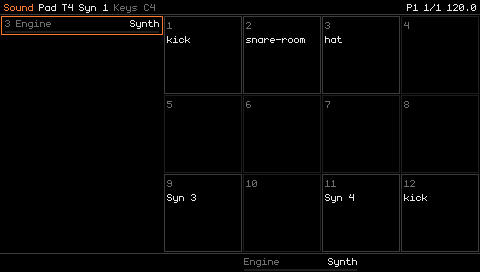 Sound Pad T4 Syn 1 Keys C4 P1 1/1 120.0
3 Engine Synth
1 2 3 4
kick snare-room hat
5 6 7 8
9 10 11 12
Syn 3 Syn 4 kick
Engine Synth